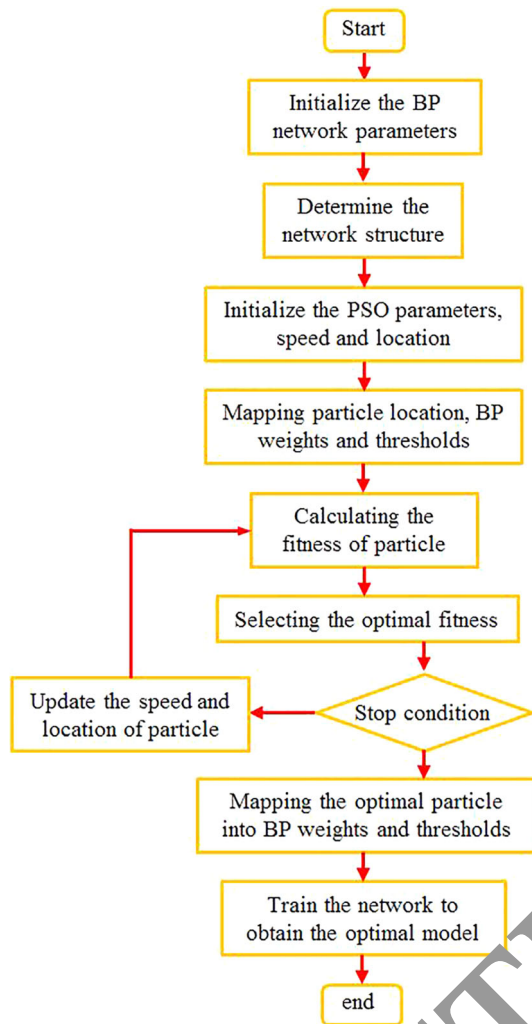 Start
Initialize the BP
network parameters
Determine the
network structure
Initialize the PSO parameters,
speed and location
Mapping particle location, BP
weights and thresholds
Calculating the
fitness of particle
Selecting the optimal fitness
Update the speed and
location of particle
Stop condition
Mapping the optimal particle
into BP weights and thresholds
Train the network to
obtain the optimal model
end